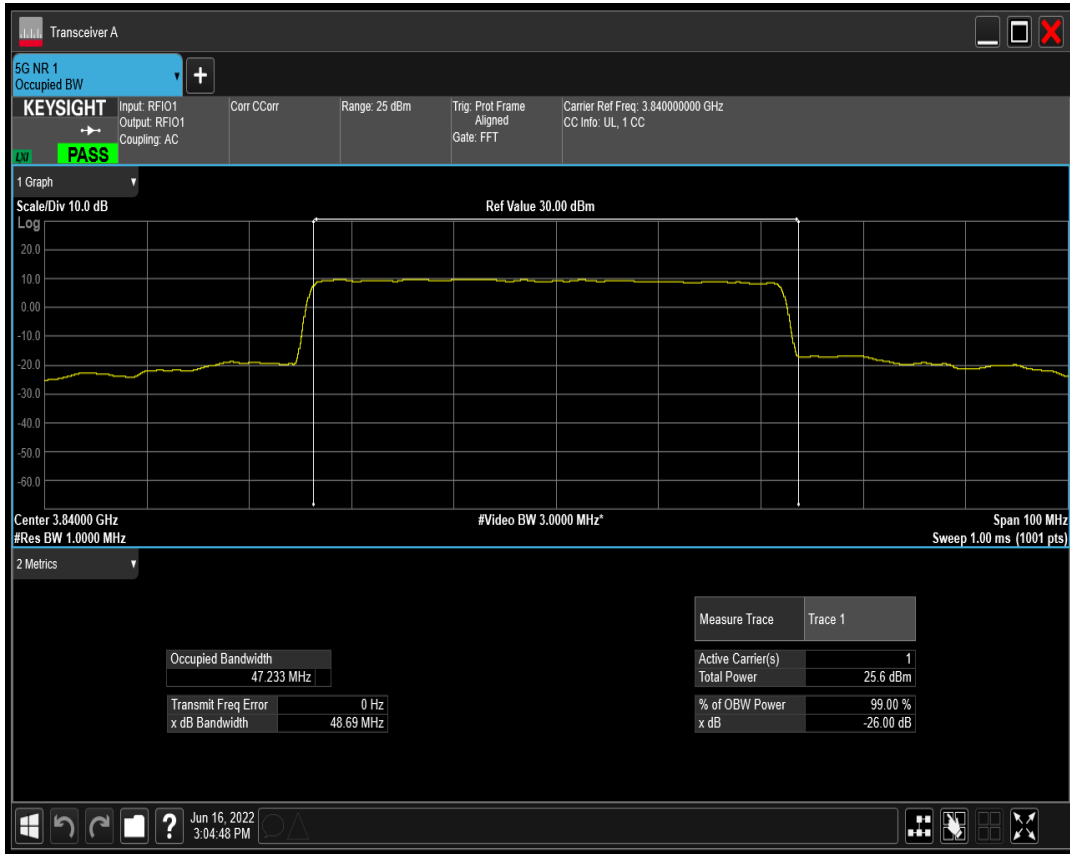 Transceiver A
5G NR 1
Occupied BW
+
KEYSIGHT
LXI
PASS
Input: RFIO1
Output: RFIO1
Coupling: AC
Corr CCorr
Range: 25 dBm
Trig: Prot Frame
Aligned
Gate: FFT
Carrier Ref Freq: 3.840000000 GHz
CC Info: UL, 1 CC
1 Graph
Scale/Div 10.0 dB
Ref Value 30.00 dBm
Log
20.0
10.0
0.00
-10.0
-20.0
-30.0
-40.0
-50.0
-60.0
Center 3.84000 GHz
#Video BW 3.0000 MHz*
Span 100 MHz
#Res BW 1.0000 MHz
Sweep 1.00 ms (1001 pts)
2 Metrics
Measure Trace Trace 1
Occupied Bandwidth
47.233 MHz
Active Carrier(s) 1
Total Power 25.6 dBm
Transmit Freq Error 0 Hz
x dB Bandwidth 48.69 MHz
% of OBW Power 99.00 %
x dB -26.00 dB
?
Jun 16, 2022
3:04:48 PM